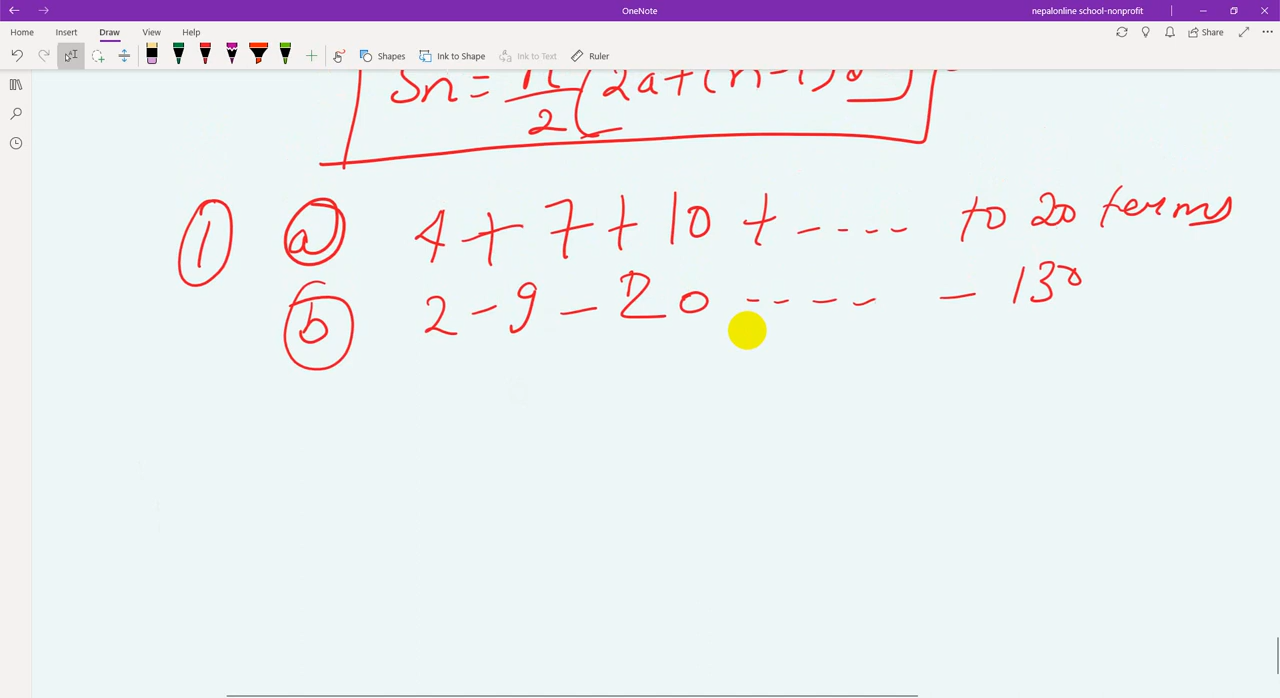 OneNote
nepalonline school-nonprofit
Home Insert Draw View Help
Share
Shapes Ink to Shape Ink to Text Ruler
Sn = n/2 [2a+(n-1)d]
1 a 4 + 7 + 10 + ---- to 20 terms
b 2 - 9 - 20 ---- - 130